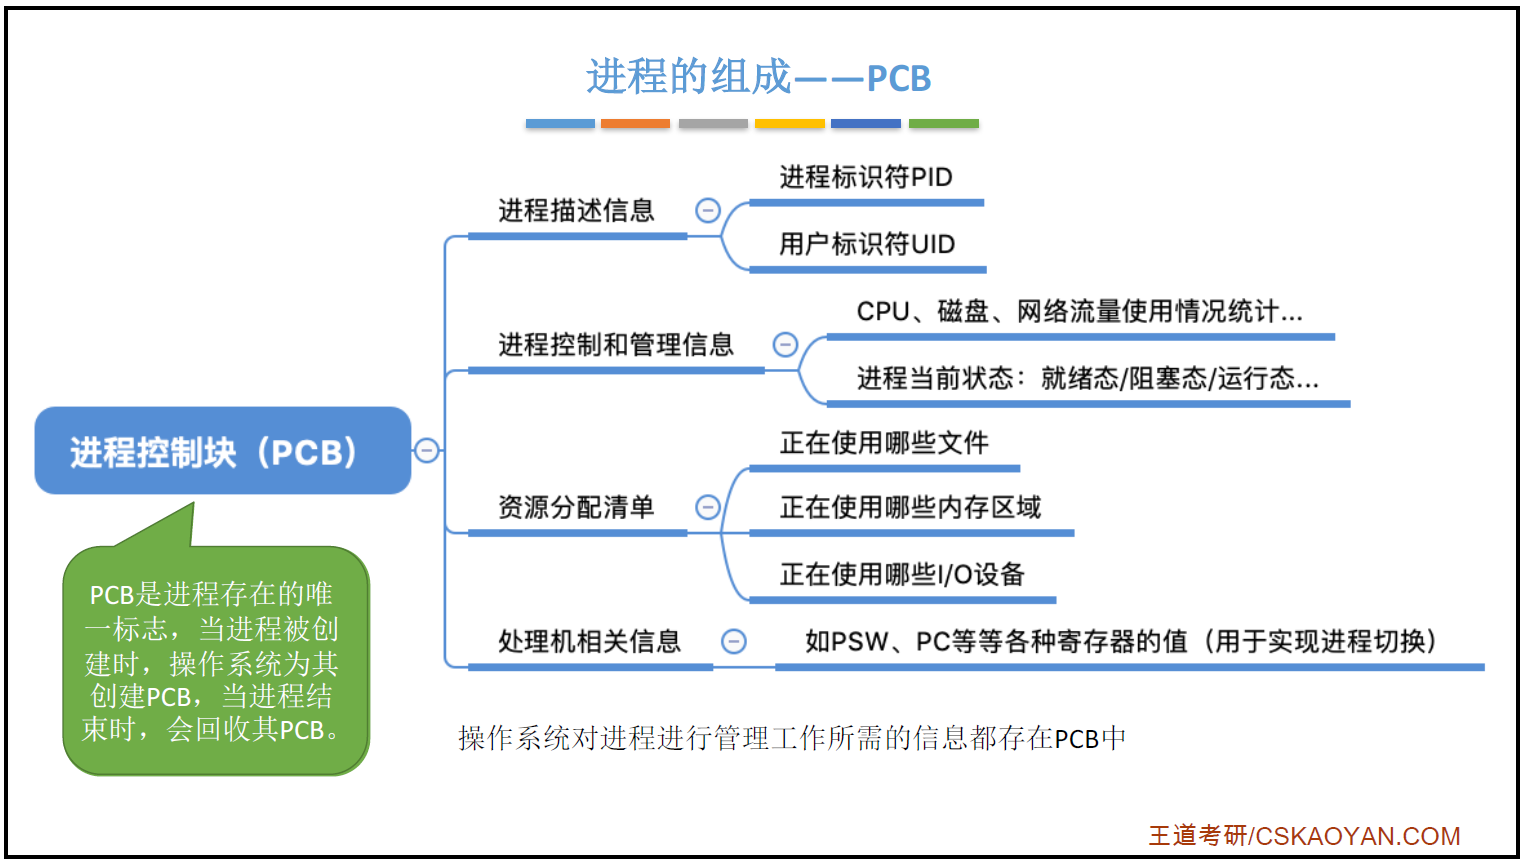 进程的组成——PCB
进程描述信息
进程标识符PID
用户标识符UID
进程控制和管理信息
CPU、磁盘、网络流量使用情况统计...
进程当前状态：就绪态/阻塞态/运行态...
进程控制块（PCB）
资源分配清单
正在使用哪些文件
正在使用哪些内存区域
正在使用哪些I/O设备
处理机相关信息
如PSW、PC等等各种寄存器的值（用于实现进程切换）
PCB是进程存在的唯
一标志，当进程被创
建时，操作系统为其
创建PCB，当进程结
束时，会回收其PCB。
操作系统对进程进行管理工作所需的信息都存在PCB中
王道考研/CSKAOYAN.COM